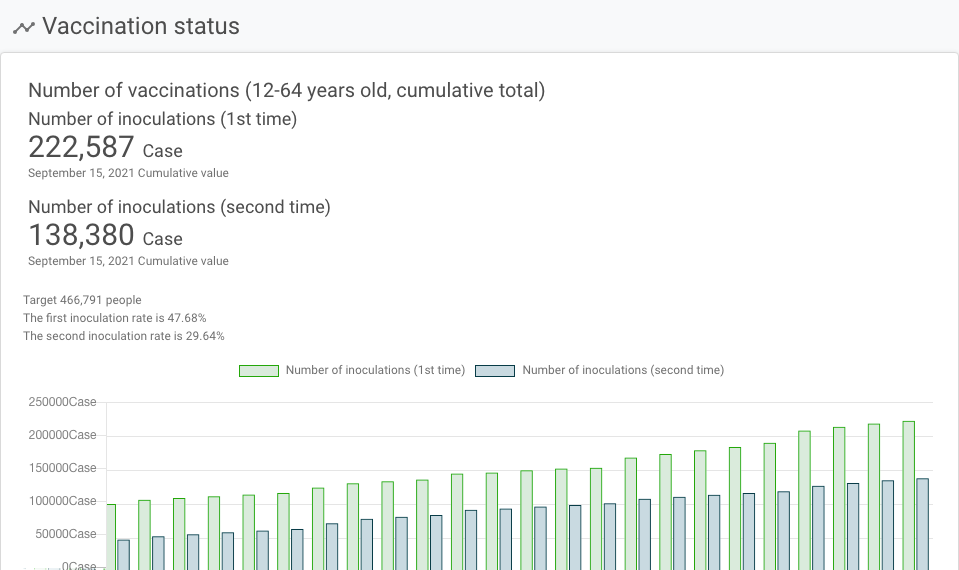 Vaccination status
Number of vaccinations (12-64 years old, cumulative total)
Number of inoculations (1st time)
222,587 Case
September 15, 2021 Cumulative value
Number of inoculations (second time)
138,380 Case
September 15, 2021 Cumulative value
Target 466,791 people
The first inoculation rate is 47.68%
The second inoculation rate is 29.64%
Number of inoculations (1st time) Number of inoculations (second time)
250000Case
200000Case
150000Case
100000Case
50000Case
0Case